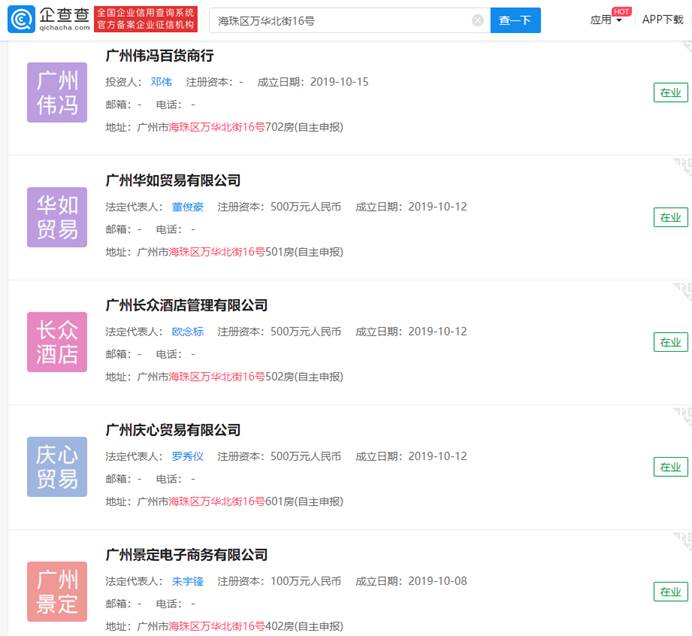 企查查
qichacha.com
全国企业信用查询系统
官方备案企业征信机构
海珠区万华北街16号
查一下
应用
HOT
APP下载
广州
伟冯
广州伟冯百货商行
投资人： 邓伟 注册资本：- 成立日期：2019-10-15
邮箱：- 电话：-
地址：广州市海珠区万华北街16号702房(自主申报)
在业
华如
贸易
广州华如贸易有限公司
法定代表人： 董俊豪 注册资本：500万元人民币 成立日期：2019-10-12
邮箱：- 电话：-
地址：广州市海珠区万华北街16号501房(自主申报)
在业
长众
酒店
广州长众酒店管理有限公司
法定代表人： 欧念标 注册资本：500万元人民币 成立日期：2019-10-12
邮箱：- 电话：-
地址：广州市海珠区万华北街16号502房(自主申报)
在业
庆心
贸易
广州庆心贸易有限公司
法定代表人： 罗秀仪 注册资本：500万元人民币 成立日期：2019-10-12
邮箱：- 电话：-
地址：广州市海珠区万华北街16号601房(自主申报)
在业
广州
景定
广州景定电子商务有限公司
法定代表人： 朱宇锋 注册资本：100万元人民币 成立日期：2019-10-08
邮箱：- 电话：-
地址：广州市海珠区万华北街16号402房(自主申报)
在业